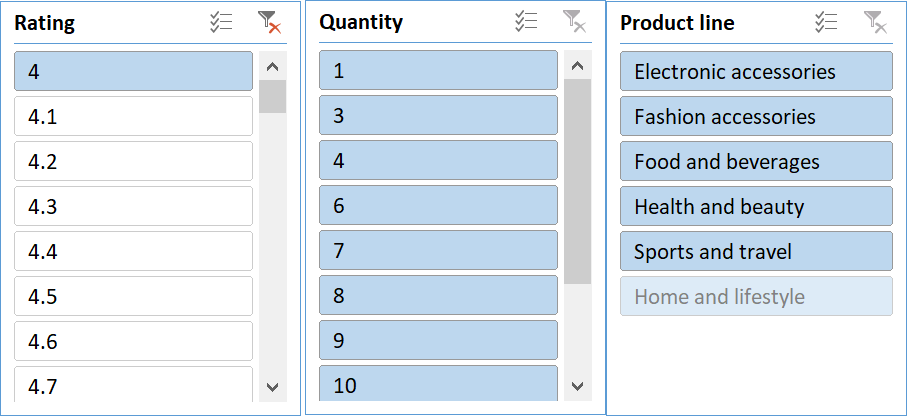 Rating
4
4.1
4.2
4.3
4.4
4.5
4.6
4.7
Quantity
1
3
4
6
7
8
9
10
Product line
Electronic accessories
Fashion accessories
Food and beverages
Health and beauty
Sports and travel
Home and lifestyle